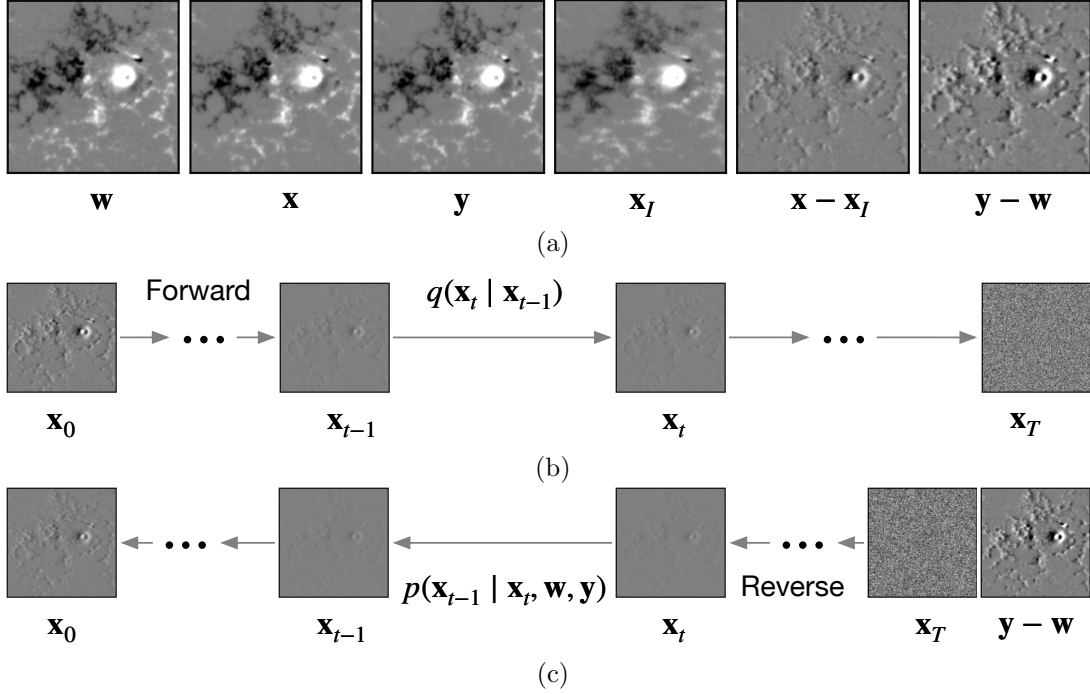 w x y x_I x − x_I y − w
(a)
Forward q(x_t | x_{t−1})
x_0 x_{t−1} x_t x_T
(b)
p(x_{t−1} | x_t, w, y) Reverse
x_0 x_{t−1} x_t x_T y − w
(c)